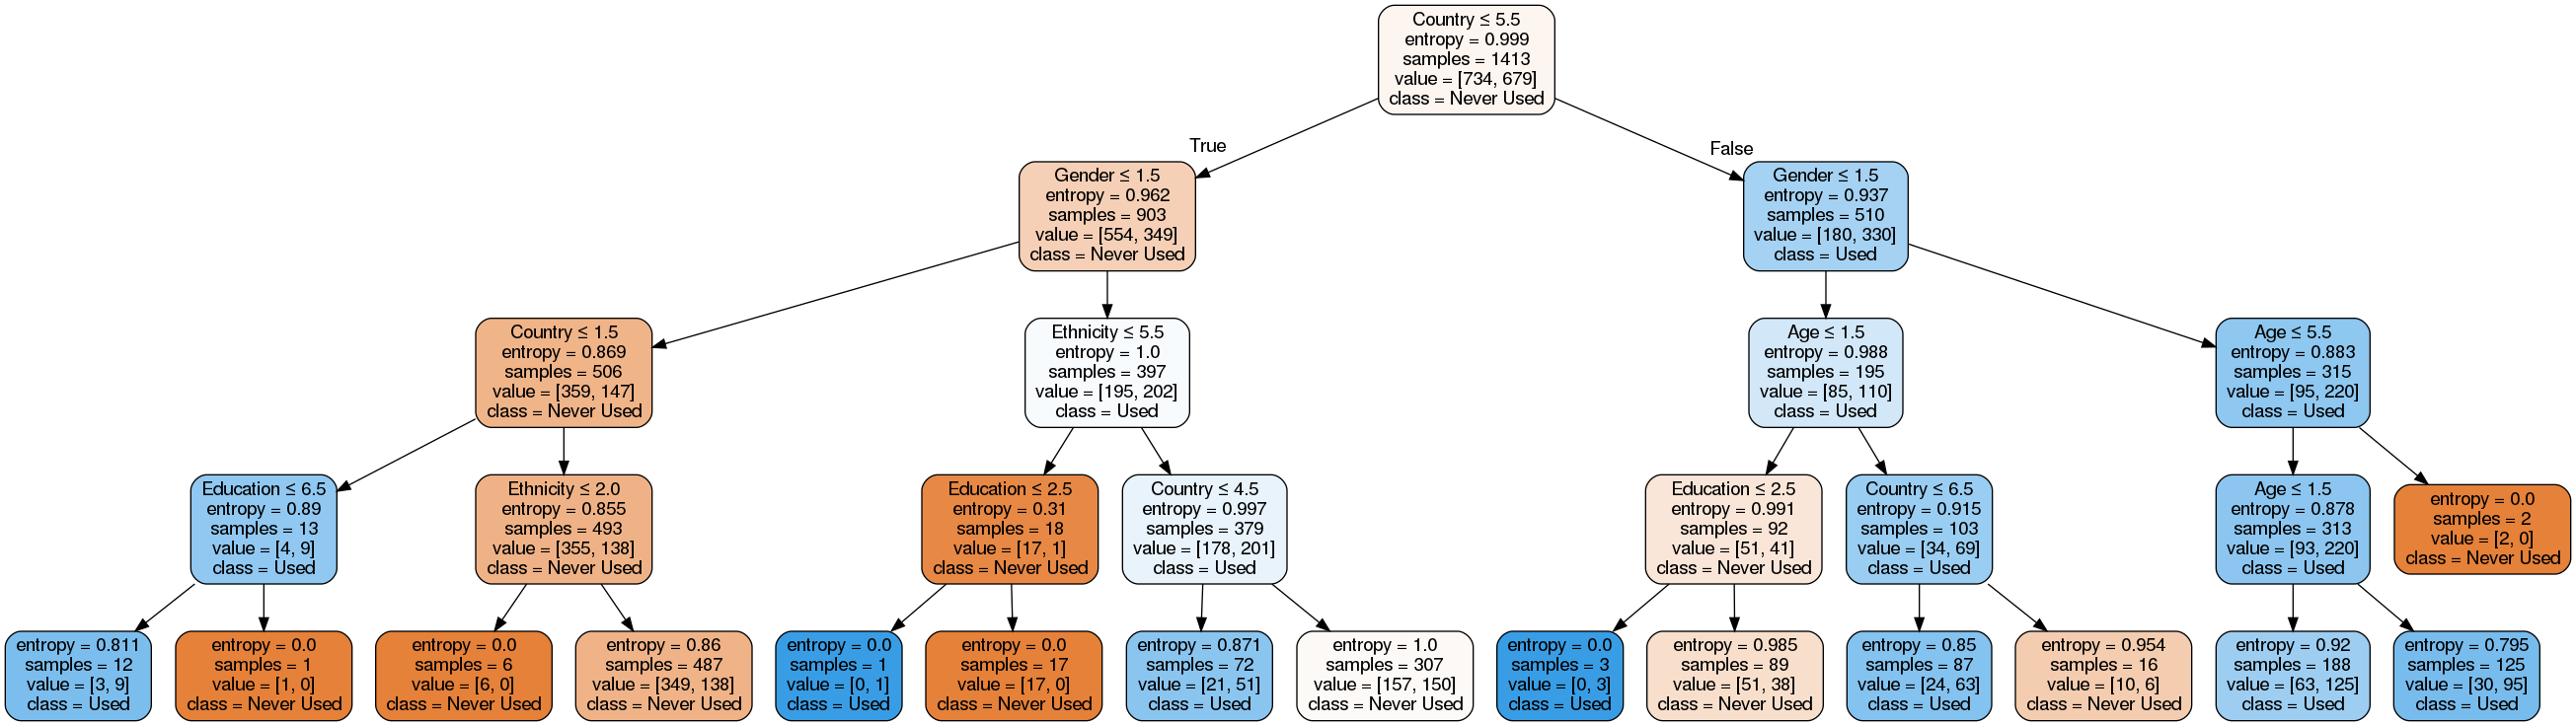 Country ≤ 5.5
entropy = 0.999
samples = 1413
value = [734, 679]
class = Never Used
True
False
Gender ≤ 1.5
entropy = 0.962
samples = 903
value = [554, 349]
class = Never Used
Gender ≤ 1.5
entropy = 0.937
samples = 510
value = [180, 330]
class = Used
Country ≤ 1.5
entropy = 0.869
samples = 506
value = [359, 147]
class = Never Used
Ethnicity ≤ 5.5
entropy = 1.0
samples = 397
value = [195, 202]
class = Used
Age ≤ 1.5
entropy = 0.988
samples = 195
value = [85, 110]
class = Used
Age ≤ 5.5
entropy = 0.883
samples = 315
value = [95, 220]
class = Used
Education ≤ 6.5
entropy = 0.89
samples = 13
value = [4, 9]
class = Used
Ethnicity ≤ 2.0
entropy = 0.855
samples = 493
value = [355, 138]
class = Never Used
Education ≤ 2.5
entropy = 0.31
samples = 18
value = [17, 1]
class = Never Used
Country ≤ 4.5
entropy = 0.997
samples = 379
value = [178, 201]
class = Used
Education ≤ 2.5
entropy = 0.991
samples = 92
value = [51, 41]
class = Never Used
Country ≤ 6.5
entropy = 0.915
samples = 103
value = [34, 69]
class = Used
Age ≤ 1.5
entropy = 0.878
samples = 313
value = [93, 220]
class = Used
entropy = 0.0
samples = 2
value = [2, 0]
class = Never Used
entropy = 0.811
samples = 12
value = [3, 9]
class = Used
entropy = 0.0
samples = 1
value = [1, 0]
class = Never Used
entropy = 0.0
samples = 6
value = [6, 0]
class = Never Used
entropy = 0.86
samples = 487
value = [349, 138]
class = Never Used
entropy = 0.0
samples = 1
value = [0, 1]
class = Used
entropy = 0.0
samples = 17
value = [17, 0]
class = Never Used
entropy = 0.871
samples = 72
value = [21, 51]
class = Used
entropy = 1.0
samples = 307
value = [157, 150]
class = Never Used
entropy = 0.0
samples = 3
value = [0, 3]
class = Used
entropy = 0.985
samples = 89
value = [51, 38]
class = Never Used
entropy = 0.85
samples = 87
value = [24, 63]
class = Used
entropy = 0.954
samples = 16
value = [10, 6]
class = Never Used
entropy = 0.92
samples = 188
value = [63, 125]
class = Used
entropy = 0.795
samples = 125
value = [30, 95]
class = Used